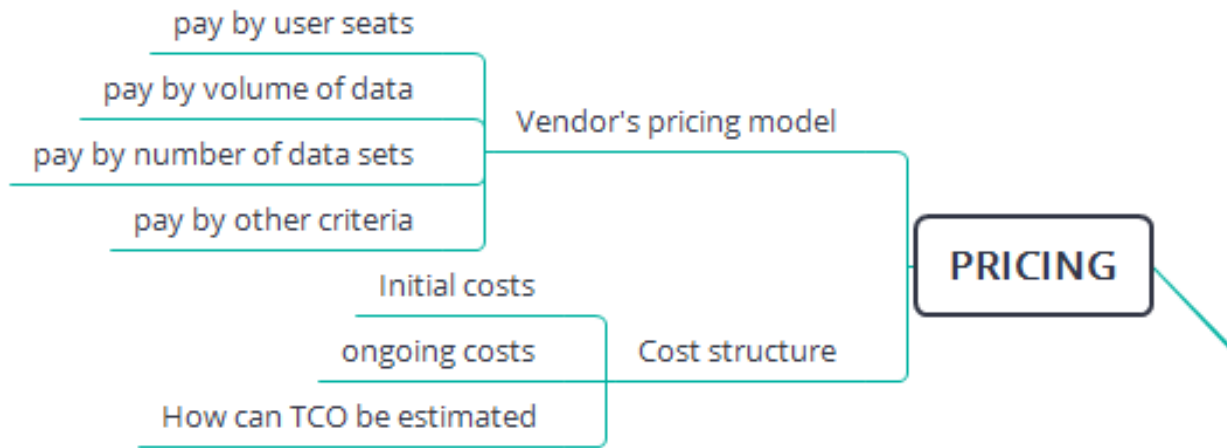 pay by user seats
pay by volume of data
Vendor's pricing model
pay by number of data sets
pay by other criteria
PRICING
Initial costs
ongoing costs
Cost structure
How can TCO be estimated